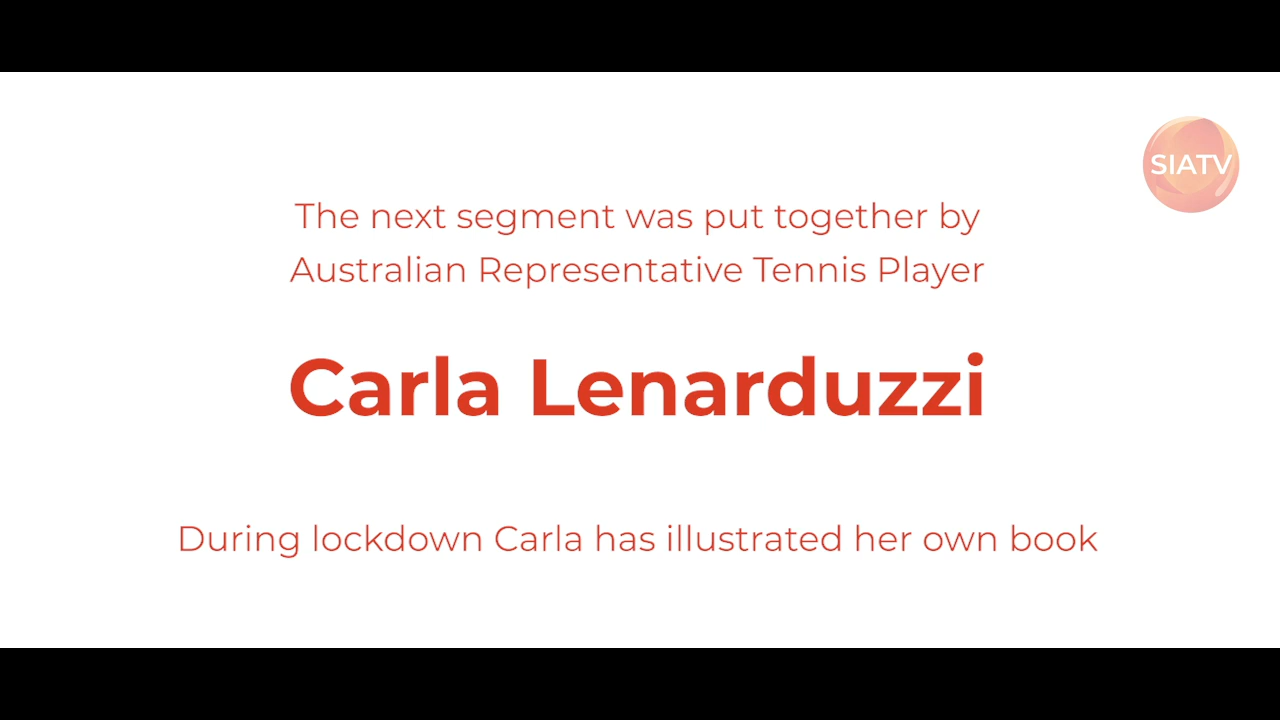 SIATV
The next segment was put together by
Australian Representative Tennis Player
Carla Lenarduzzi
During lockdown Carla has illustrated her own book